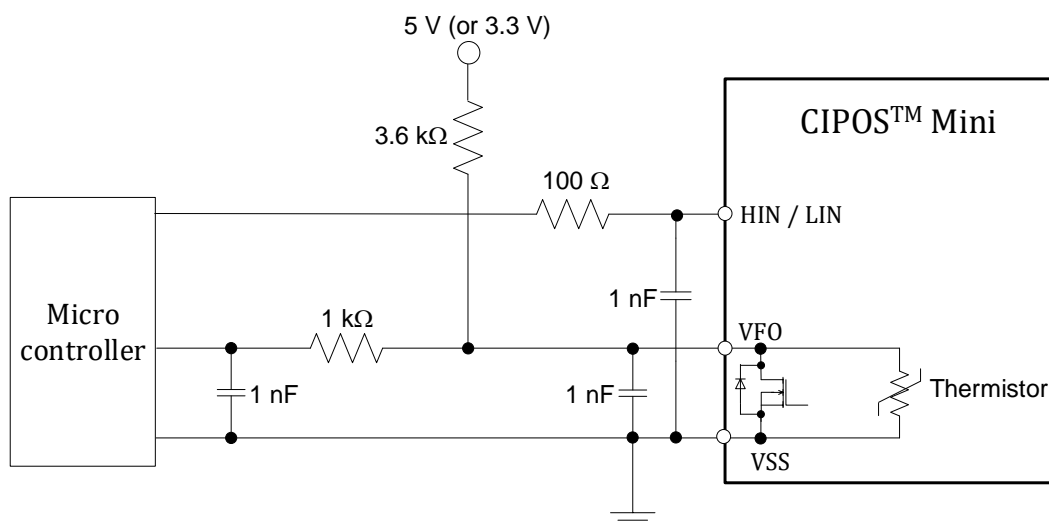 5 V (or 3.3 V)
CIPOS™ Mini
3.6 kΩ
100 Ω
HIN / LIN
1 nF
Micro
controller
1 kΩ
VFO
1 nF
1 nF
Thermistor
VSS